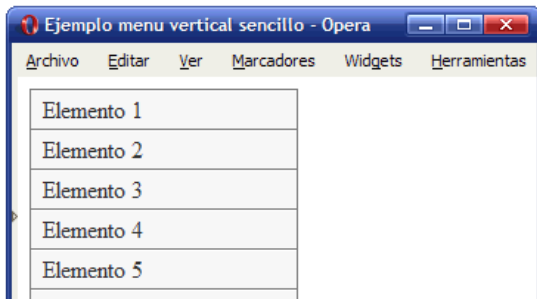 Ejemplo menu vertical sencillo - Opera
Archivo Editar Ver Marcadores Widgets Herramientas
Elemento 1
Elemento 2
Elemento 3
Elemento 4
Elemento 5